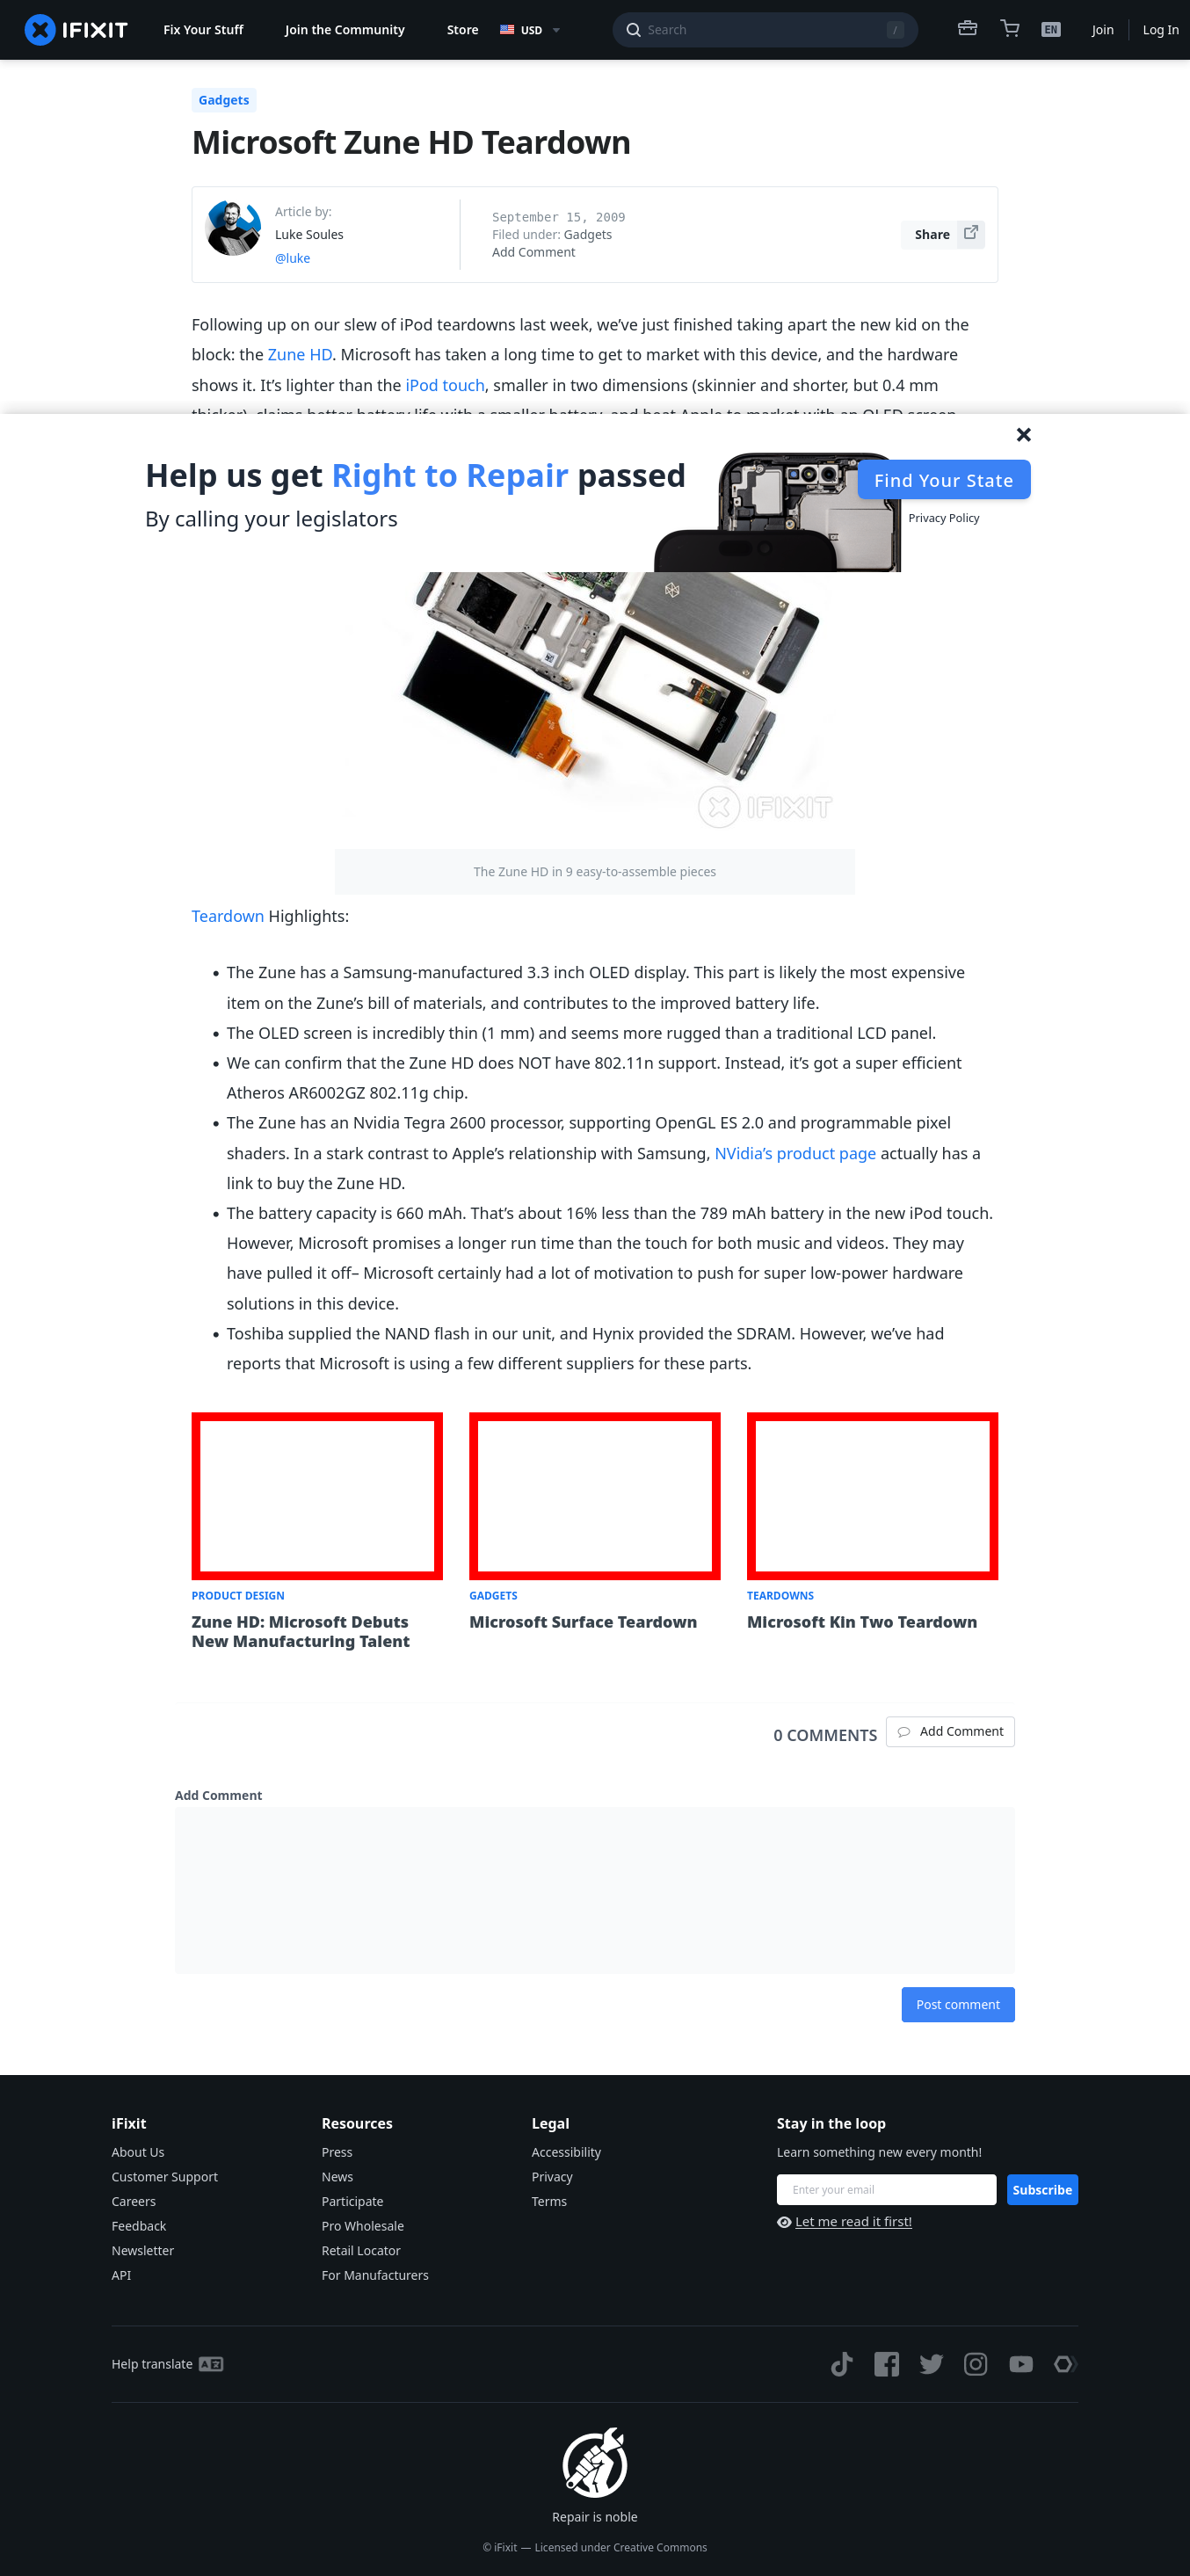 IFIXIT
Fix Your Stuff
Join the Community
Store
USD
Search
/
EN
Join
Log In
Gadgets
Microsoft Zune HD Teardown
Article by:
Luke Soules
@luke
September 15, 2009
Filed under: Gadgets
Add Comment
Share
Following up on our slew of iPod teardowns last week, we’ve just finished taking apart the new kid on the
block: the Zune HD. Microsoft has taken a long time to get to market with this device, and the hardware
shows it. It’s lighter than the iPod touch, smaller in two dimensions (skinnier and shorter, but 0.4 mm
thicker), claims better battery life with a smaller battery, and beat Apple to market with an OLED screen.
Help us get Right to Repair passed
By calling your legislators
Find Your State
Privacy Policy
IFIXIT
The Zune HD in 9 easy-to-assemble pieces
Teardown Highlights:
The Zune has a Samsung-manufactured 3.3 inch OLED display. This part is likely the most expensive
item on the Zune’s bill of materials, and contributes to the improved battery life.
The OLED screen is incredibly thin (1 mm) and seems more rugged than a traditional LCD panel.
We can confirm that the Zune HD does NOT have 802.11n support. Instead, it’s got a super efficient
Atheros AR6002GZ 802.11g chip.
The Zune has an Nvidia Tegra 2600 processor, supporting OpenGL ES 2.0 and programmable pixel
shaders. In a stark contrast to Apple’s relationship with Samsung, NVidia’s product page actually has a
link to buy the Zune HD.
The battery capacity is 660 mAh. That’s about 16% less than the 789 mAh battery in the new iPod touch.
However, Microsoft promises a longer run time than the touch for both music and videos. They may
have pulled it off– Microsoft certainly had a lot of motivation to push for super low-power hardware
solutions in this device.
Toshiba supplied the NAND flash in our unit, and Hynix provided the SDRAM. However, we’ve had
reports that Microsoft is using a few different suppliers for these parts.
PRODUCT DESIGN
Zune HD: Microsoft Debuts
New Manufacturing Talent
GADGETS
Microsoft Surface Teardown
TEARDOWNS
Microsoft Kin Two Teardown
0 COMMENTS
Add Comment
Add Comment
Post comment
iFixit
About Us
Customer Support
Careers
Feedback
Newsletter
API
Resources
Press
News
Participate
Pro Wholesale
Retail Locator
For Manufacturers
Legal
Accessibility
Privacy
Terms
Stay in the loop
Learn something new every month!
Enter your email
Subscribe
Let me read it first!
Help translate
Repair is noble
© iFixit — Licensed under Creative Commons